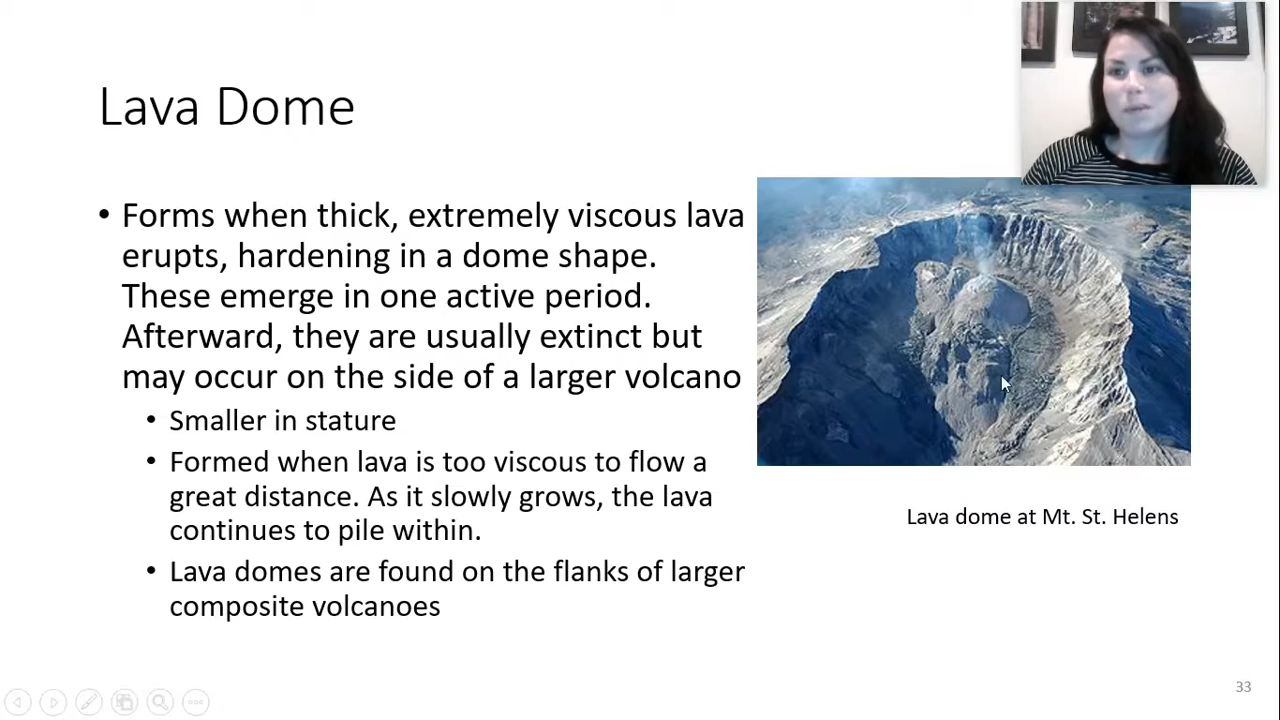 Lava Dome
• Forms when thick, extremely viscous lava
erupts, hardening in a dome shape.
These emerge in one active period.
Afterward, they are usually extinct but
may occur on the side of a larger volcano
• Smaller in stature
• Formed when lava is too viscous to flow a
great distance. As it slowly grows, the lava
continues to pile within.
• Lava domes are found on the flanks of larger
composite volcanoes
Lava dome at Mt. St. Helens
33